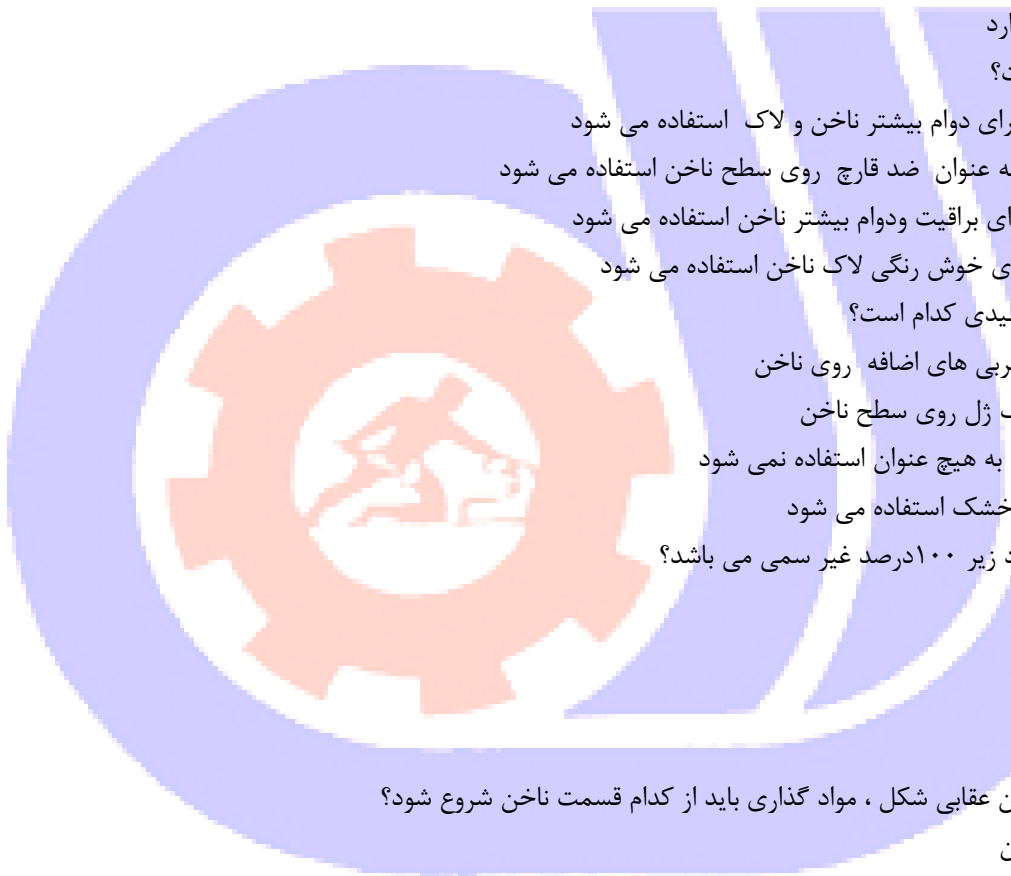 ارد
ت؟
رای دوام بیشتر ناخن و لاک استفاده می شود
ه عنوان ضد قارچ روی سطح ناخن استفاده می شود
ای براقیت ودوام بیشتر ناخن استفاده می شود
ی خوش رنگی لاک ناخن استفاده می شود
لیدی کدام است؟
ربی های اضافه روی ناخن
ژل روی سطح ناخن
به هیچ عنوان استفاده نمی شود
خشک استفاده می شود
د زیر ۱۰۰درصد غیر سمی می باشد؟
ن عقابی شکل ، مواد گذاری باید از کدام قسمت ناخن شروع شود؟
ن